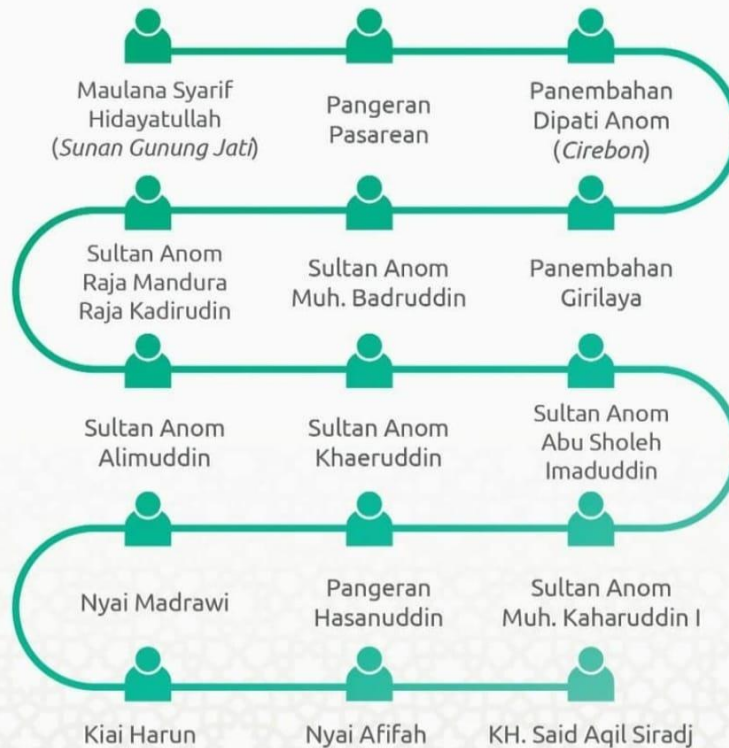 Maulana Syarif
Hidayatullah
(Sunan Gunung Jati)
Pangeran
Pasarean
Panembahan
Dipati Anom
(Cirebon)
Panembahan
Girilaya
Sultan Anom
Muh. Badruddin
Sultan Anom
Raja Mandura
Raja Kadirudin
Sultan Anom
Alimuddin
Sultan Anom
Khaeruddin
Sultan Anom
Abu Sholeh
Imaduddin
Sultan Anom
Muh. Kaharuddin I
Pangeran
Hasanuddin
Nyai Madrawi
Kiai Harun
Nyai Afifah
KH. Said Aqil Siradj